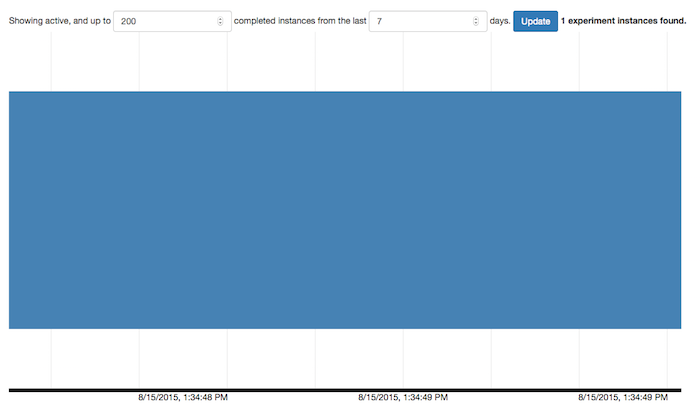 Showing active, and up to 200 completed instances from the last 7 days. Update 1 experiment instances found.
8/15/2015, 1:34:48 PM 8/15/2015, 1:34:49 PM 8/15/2015, 1:34:49 PM